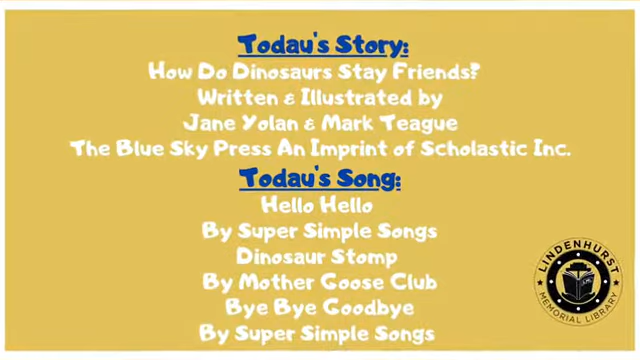 Today's Story:
How Do Dinosaurs Stay Friends?
Written & Illustrated by
Jane Yolan & Mark Teague
The Blue Sky Press An Imprint of Scholastic Inc.
Today's Song:
Hello Hello
By Super Simple Songs
Dinosaur Stomp
By Mother Goose Club
Bye Bye Goodbye
By Super Simple Songs
LINDENHURST
MEMORIAL LIBRARY